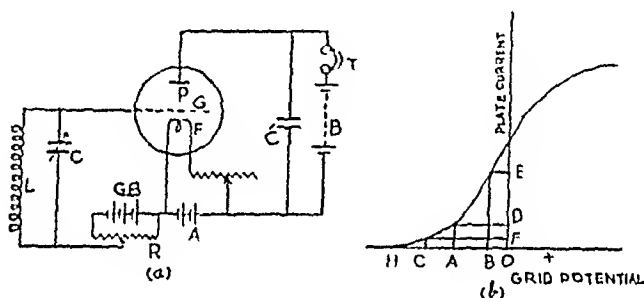 P
G
F
C
L
GB
R
A
C'
B
T
(a)
PLATE CURRENT
E
D
F
H C A B O +
GRID POTENTIAL
(b)